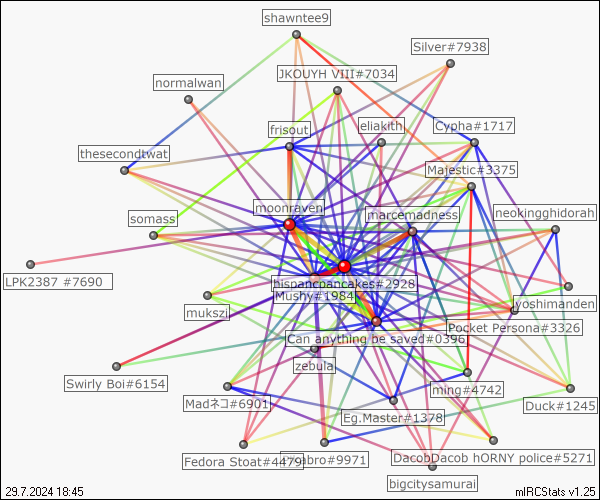 shawntee9
Silver#7938
JKOUYH VIII#7034
normalwan
frisout
eliakith
Cypha#1717
thesecondtwat
Majestic#3375
moonraven
marcemadness
neokingghidorah
somass
LPK2387 #7690
hispancpancakes#2928
Mushy#1984
mukszi
yoshimanden
Pocket Persona#3326
Can anything be saved#0396
zebula
Swirly Boi#6154
ming#4742
Madネコ#6901
Eg.Master#1378
Duck#1245
Fedora Stoat#4479
#9971
DacobDacob hORNY police#5271
bigcitysamurai
29.7.2024 18:45
mIRCStats v1.25